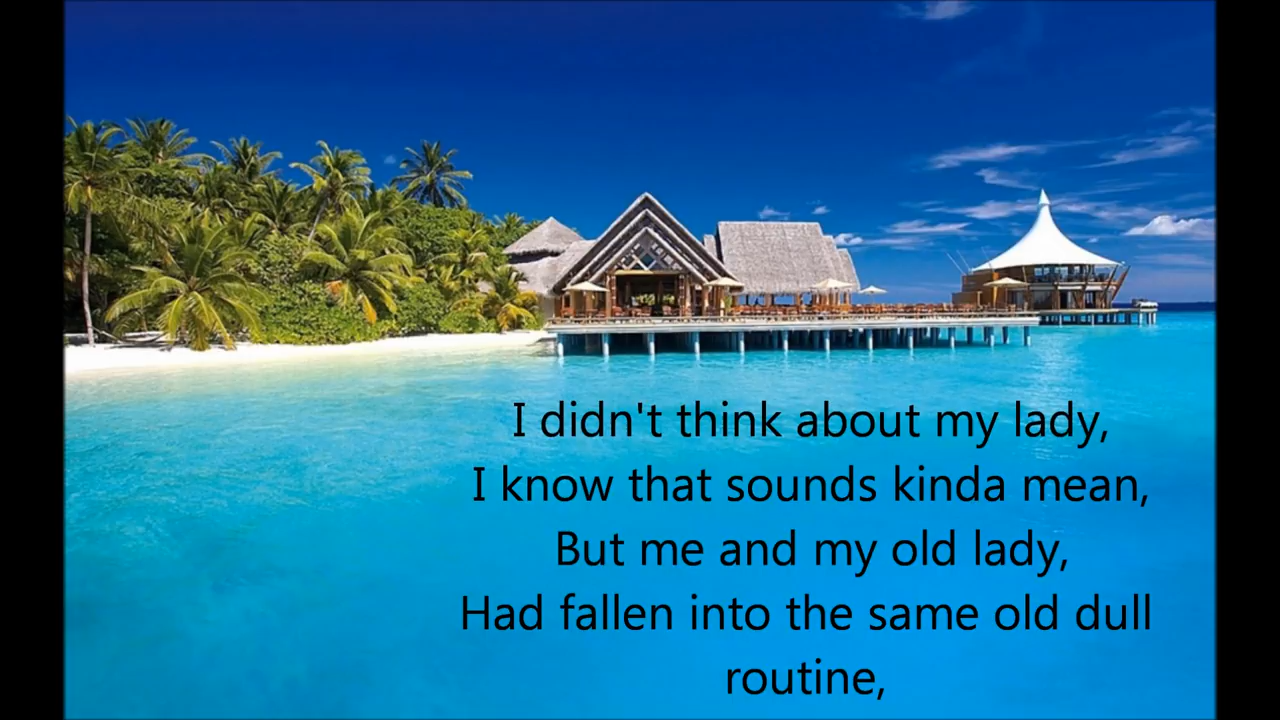 I didn't think about my lady,
I know that sounds kinda mean,
But me and my old lady,
Had fallen into the same old dull
routine,